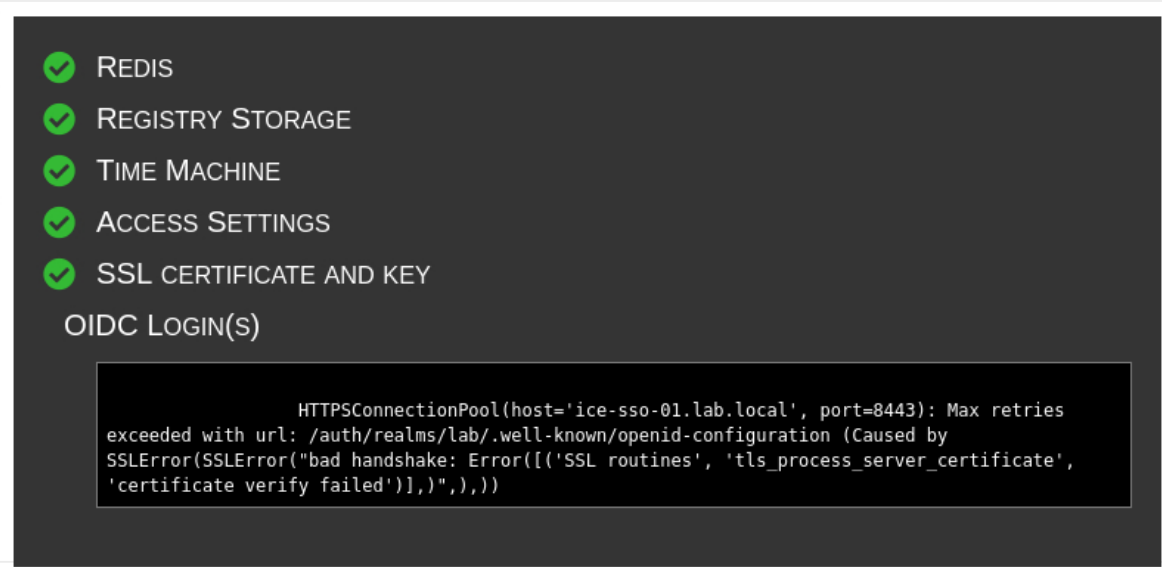 Redis
Registry Storage
Time Machine
Access Settings
SSL certificate and key
OIDC Login(s)
HTTPSConnectionPool(host='ice-sso-01.lab.local', port=8443): Max retries
exceeded with url: /auth/realms/lab/.well-known/openid-configuration (Caused by
SSLError(SSLError("bad handshake: Error([('SSL routines', 'tls_process_server_certificate',
'certificate verify failed')],)",),))